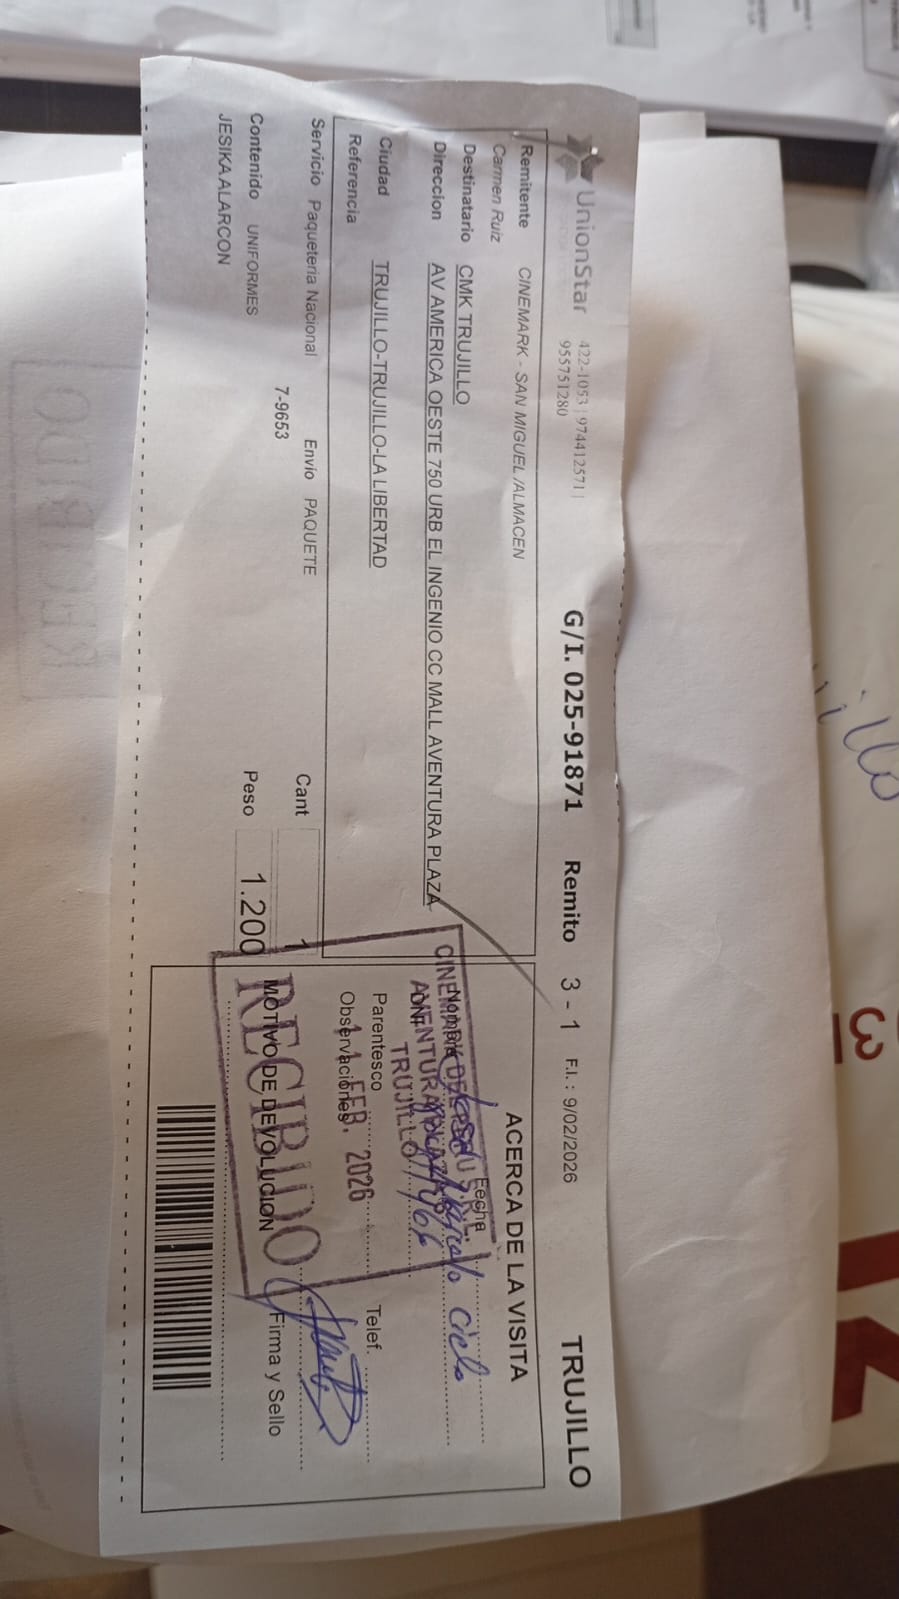 UnionStar 422-1053 | 974412571 |
955751280
G/I. 025-91871 Remito 3 - 1 F.I.: 9/02/2026 TRUJILLO
Remitente CINEMARK - SAN MIGUEL /ALMACEN
Carmen Ruiz
Destinatario CMK TRUJILLO
Direccion AV AMERICA OESTE 750 URB EL INGENIO CC MALL AVENTURA PLAZA
Ciudad TRUJILLO-TRUJILLO-LA LIBERTAD
Referencia
Servicio Paqueteria Nacional Envio PAQUETE Cant 1
7-9653
Contenido UNIFORMES Peso 1.200
JESIKA ALARCON
ACERCA DE LA VISITA
Fecha
Nombre
Parentesco Telef.
Observaciones
MOTIVO DE DEVOLUCION Firma y Sello
CINEMARK DEL PERU
AVENTURA
TRUJILLO
FEB. 2026
RECIBIDO
cielo
RECIBIDO
illo
3